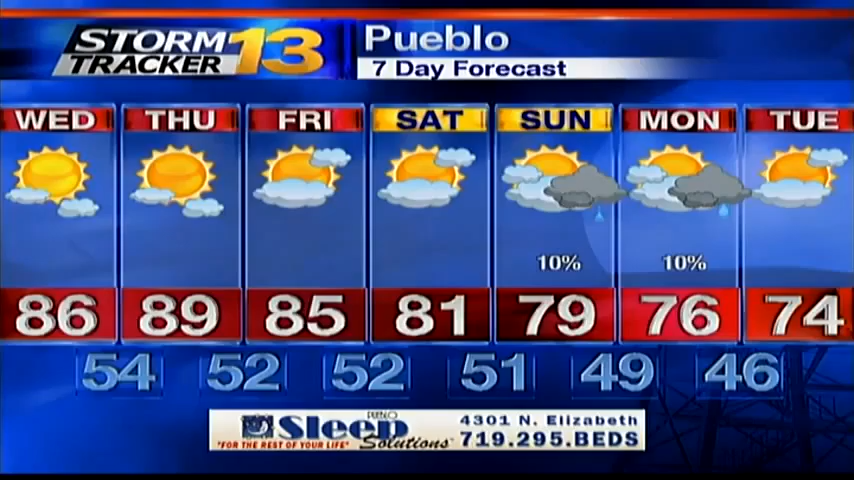 STORM
TRACKER 13
Pueblo
7 Day Forecast
WED THU FRI SAT SUN MON TUE
10% 10%
86 89 85 81 79 76 74
54 52 52 51 49 46
PUEBLO
Sleep
Solutions
"FOR THE REST OF YOUR LIFE"
4301 N. Elizabeth
719.295.BEDS